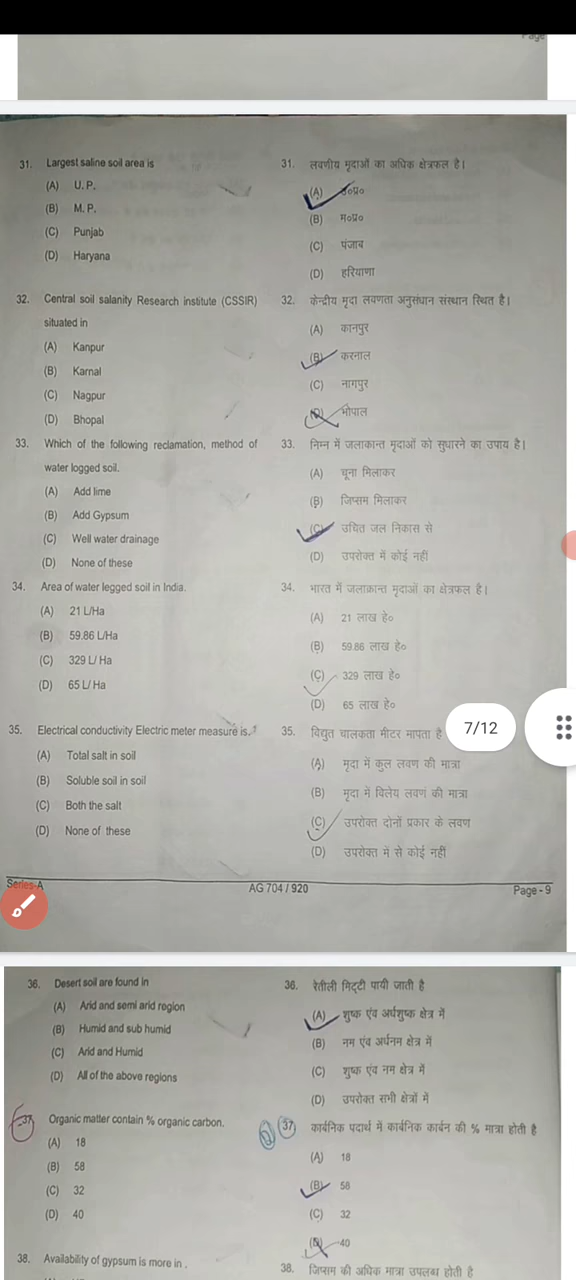 Page
31. Largest saline soil area is
(A) U.P.
(B) M.P.
(C) Punjab
(D) Haryana
32. Central soil salanity Research institute (CSSIR)
situated in
(A) Kanpur
(B) Karnal
(C) Nagpur
(D) Bhopal
33. Which of the following reclamation, method of
water logged soil.
(A) Add lime
(B) Add Gypsum
(C) Well water drainage
(D) None of these
34. Area of water legged soil in India.
(A) 21 L/Ha
(B) 59.86 L/Ha
(C) 329 L/ Ha
(D) 65 L/ Ha
35. Electrical conductivity Electric meter measure is.
(A) Total salt in soil
(B) Soluble soil in soil
(C) Both the salt
(D) None of these
31. लवणीय मृदाओं का अधिक क्षेत्रफल है।
(A) उ०प्र०
(B) म०प्र०
(C) पंजाब
(D) हरियाणा
32. केन्द्रीय मृदा लवणता अनुसंधान संस्थान स्थित है।
(A) कानपुर
(B) करनाल
(C) नागपुर
(D) भोपाल
33. निम्न में जलाकान्त मृदाओं को सुधारने का उपाय है।
(A) चूना मिलाकर
(B) जिप्सम मिलाकर
(C) उचित जल निकास से
(D) उपरोक्त में कोई नहीं
34. भारत में जलाक्रान्त मृदाओं का क्षेत्रफल है।
(A) 21 लाख हे०
(B) 59.86 लाख हे०
(C) 329 लाख हे०
(D) 65 लाख हे०
35. विद्युत चालकता मीटर मापता है
(A) मृदा में कुल लवण की मात्रा
(B) मृदा में विलेय लवण की मात्रा
(C) उपरोक्त दोनों प्रकार के लवण
(D) उपरोक्त में से कोई नहीं
7/12
Series-A AG 704 / 920 Page - 9
36. Desert soil are found in
(A) Arid and semi arid region
(B) Humid and sub humid
(C) Arid and Humid
(D) All of the above regions
37. Organic matter contain % organic carbon.
(A) 18
(B) 58
(C) 32
(D) 40
38. Availability of gypsum is more in .
36. रेतीली मिट्टी पायी जाती है
(A) शुष्क एंव अर्धशुष्क क्षेत्र में
(B) नम एंव अर्धनम क्षेत्र में
(C) शुष्क एंव नम क्षेत्र में
(D) उपरोक्त सभी क्षेत्रों में
37. कार्बनिक पदार्थ में कार्बनिक कार्बन की % मात्रा होती है
(A) 18
(B) 58
(C) 32
(D) 40
38. जिप्सम की अधिक मात्रा उपलब्ध होती है